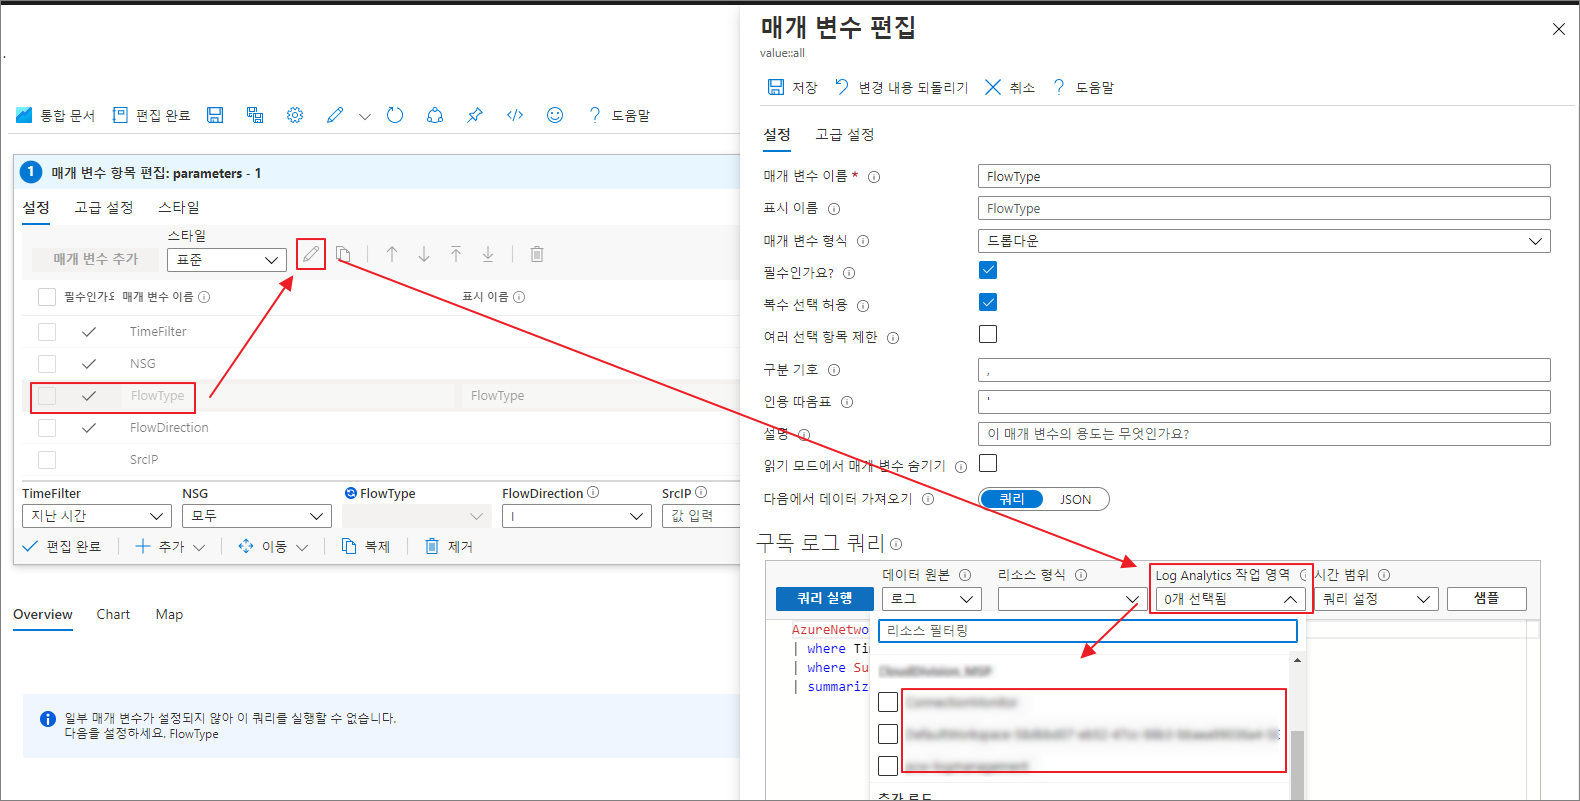 통합 문서 편집 완료 도움말
1 매개 변수 항목 편집: parameters - 1
설정 고급 설정 스타일
스타일
매개 변수 추가 표준
필수인가요 매개 변수 이름 표시 이름
TimeFilter
NSG
FlowType FlowType
FlowDirection
SrcIP
TimeFilter NSG FlowType FlowDirection SrcIP
지난 시간 모두 I 값 입력
편집 완료 추가 이동 복제 제거
Overview Chart Map
일부 매개 변수가 설정되지 않아 이 쿼리를 실행할 수 없습니다.
다음을 설정하세요. FlowType
매개 변수 편집
value::all
저장 변경 내용 되돌리기 취소 도움말
설정 고급 설정
매개 변수 이름 * FlowType
표시 이름 FlowType
매개 변수 형식 드롭다운
필수인가요?
복수 선택 허용
여러 선택 항목 제한
구분 기호 ,
인용 따옴표 '
설명 이 매개 변수의 용도는 무엇인가요?
읽기 모드에서 매개 변수 숨기기
다음에서 데이터 가져오기 쿼리 JSON
구독 로그 쿼리
데이터 원본 리소스 형식 Log Analytics 작업 영역 시간 범위
쿼리 실행 로그 0개 선택됨 쿼리 설정 샘플
AzureNetwo
| where Ti
| where Su
| summariz
리소스 필터링
추가 로드